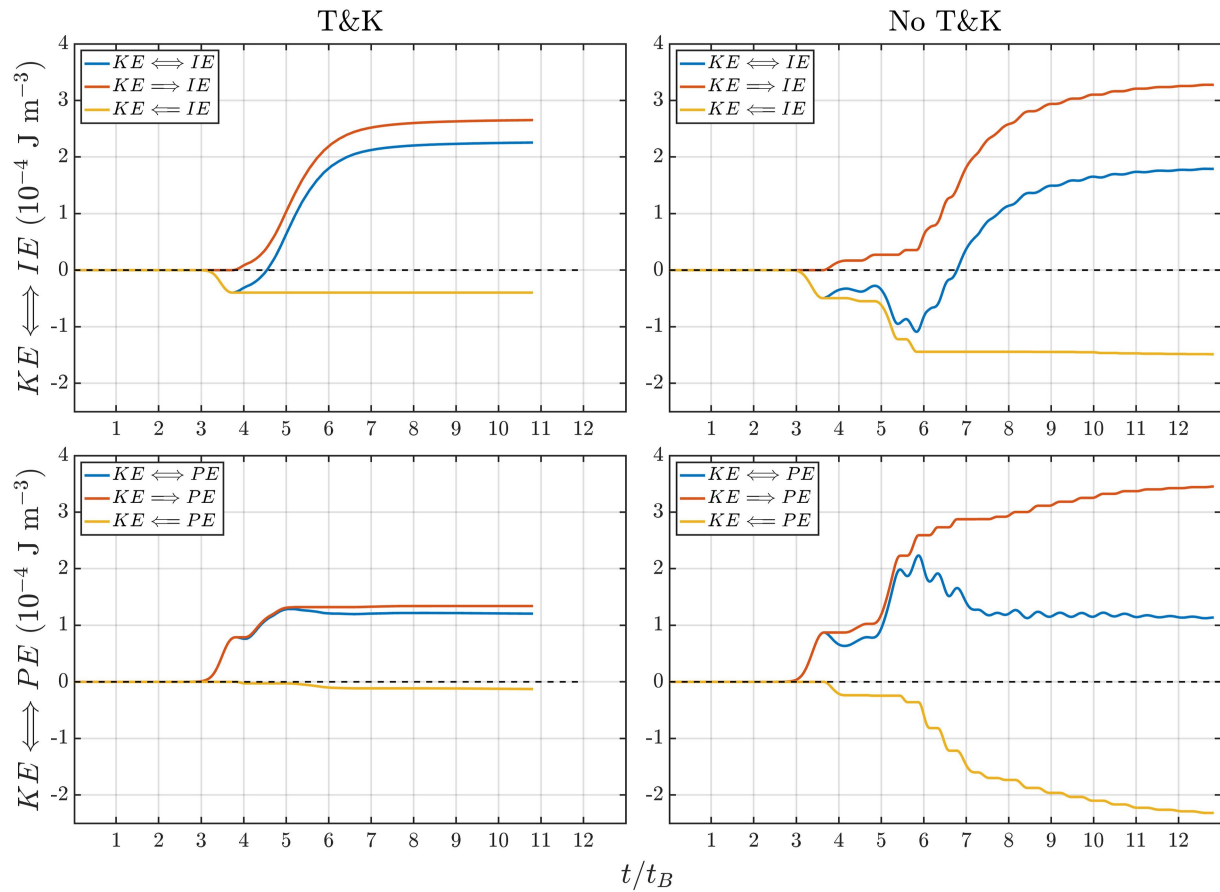 T&K
No T&K
KE ⟺ IE (10⁻⁴ J m⁻³)
4
3
2
1
0
-1
-2
KE ⟺ IE
KE ⟹ IE
KE ⟸ IE
1 2 3 4 5 6 7 8 9 10 11 12
4
3
2
1
0
-1
-2
KE ⟺ IE
KE ⟹ IE
KE ⟸ IE
1 2 3 4 5 6 7 8 9 10 11 12
KE ⟺ PE (10⁻⁴ J m⁻³)
4
3
2
1
0
-1
-2
KE ⟺ PE
KE ⟹ PE
KE ⟸ PE
1 2 3 4 5 6 7 8 9 10 11 12
4
3
2
1
0
-1
-2
KE ⟺ PE
KE ⟹ PE
KE ⟸ PE
1 2 3 4 5 6 7 8 9 10 11 12
t/t_B